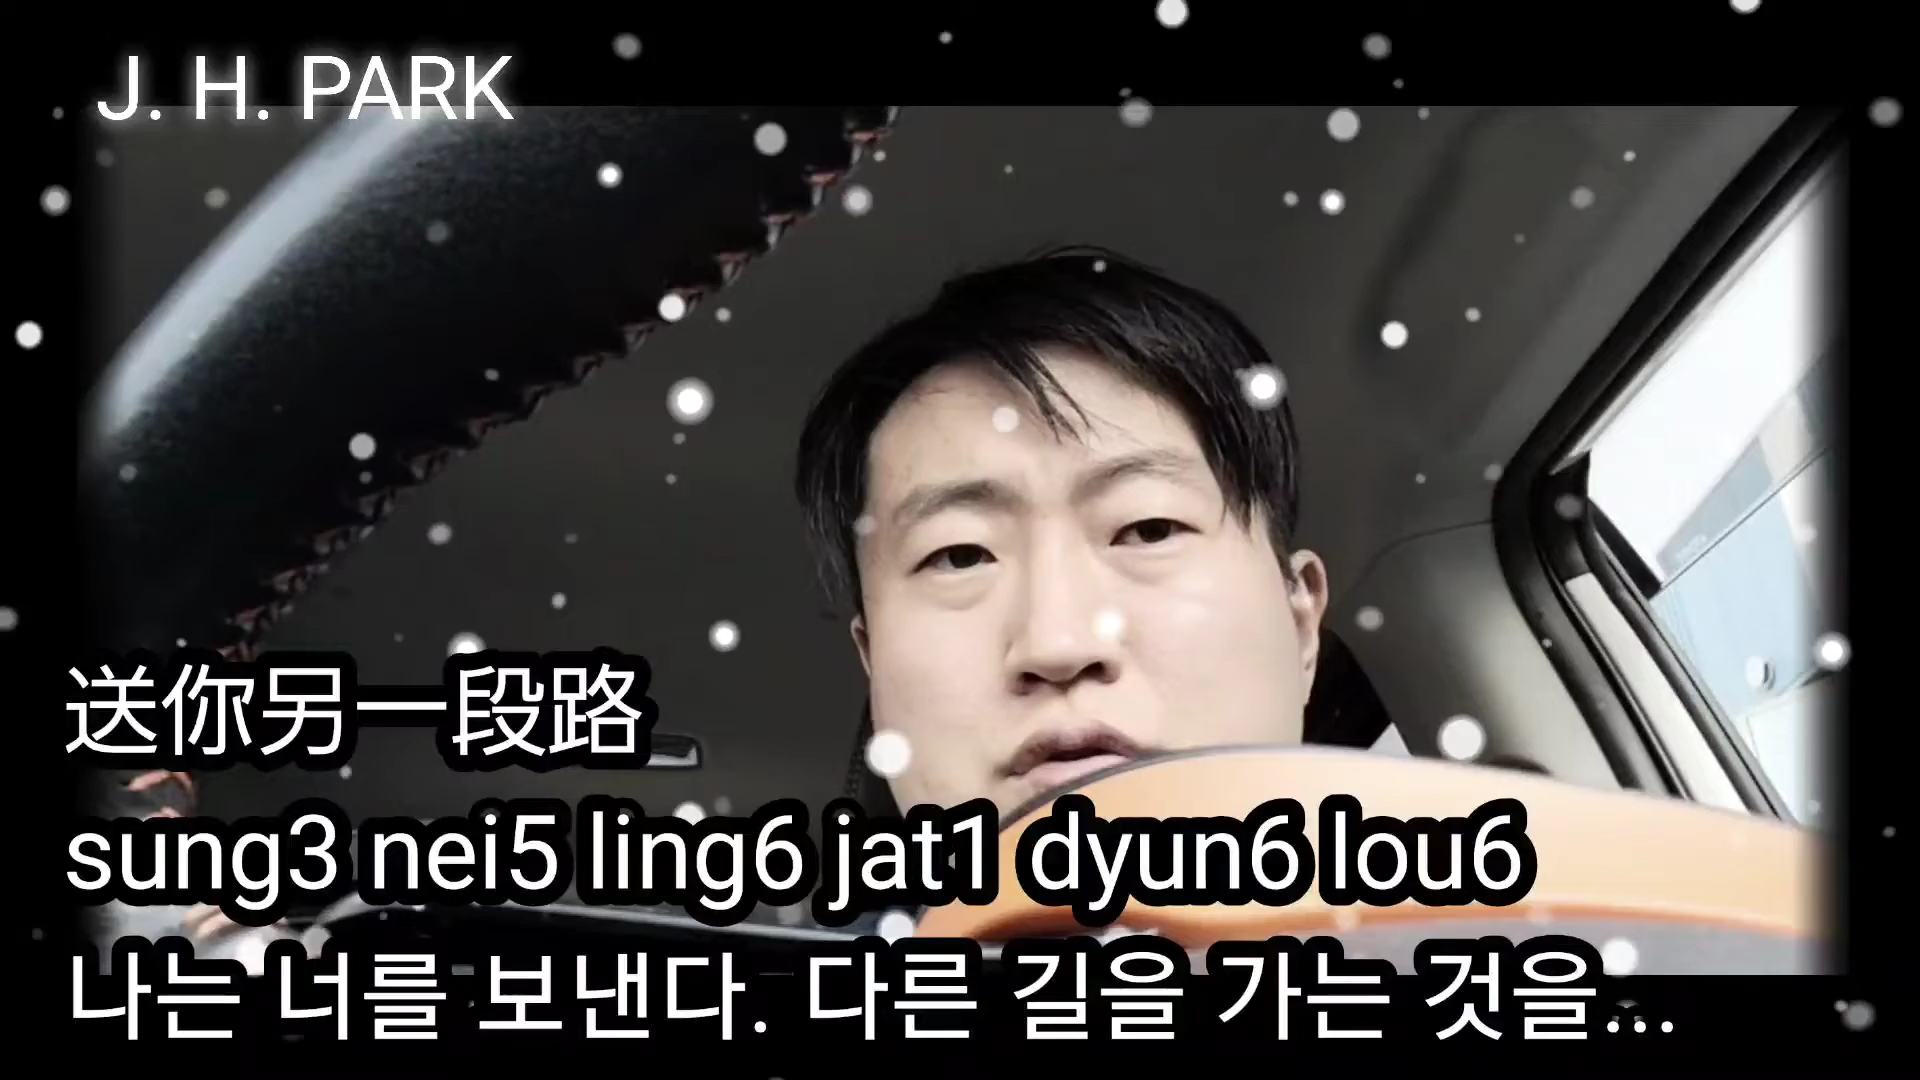 J. H. PARK
送你另一段路
sung3 nei5 ling6 jat1 dyun6 lou6
나는 너를 보낸다. 다른 길을 가는 것을...